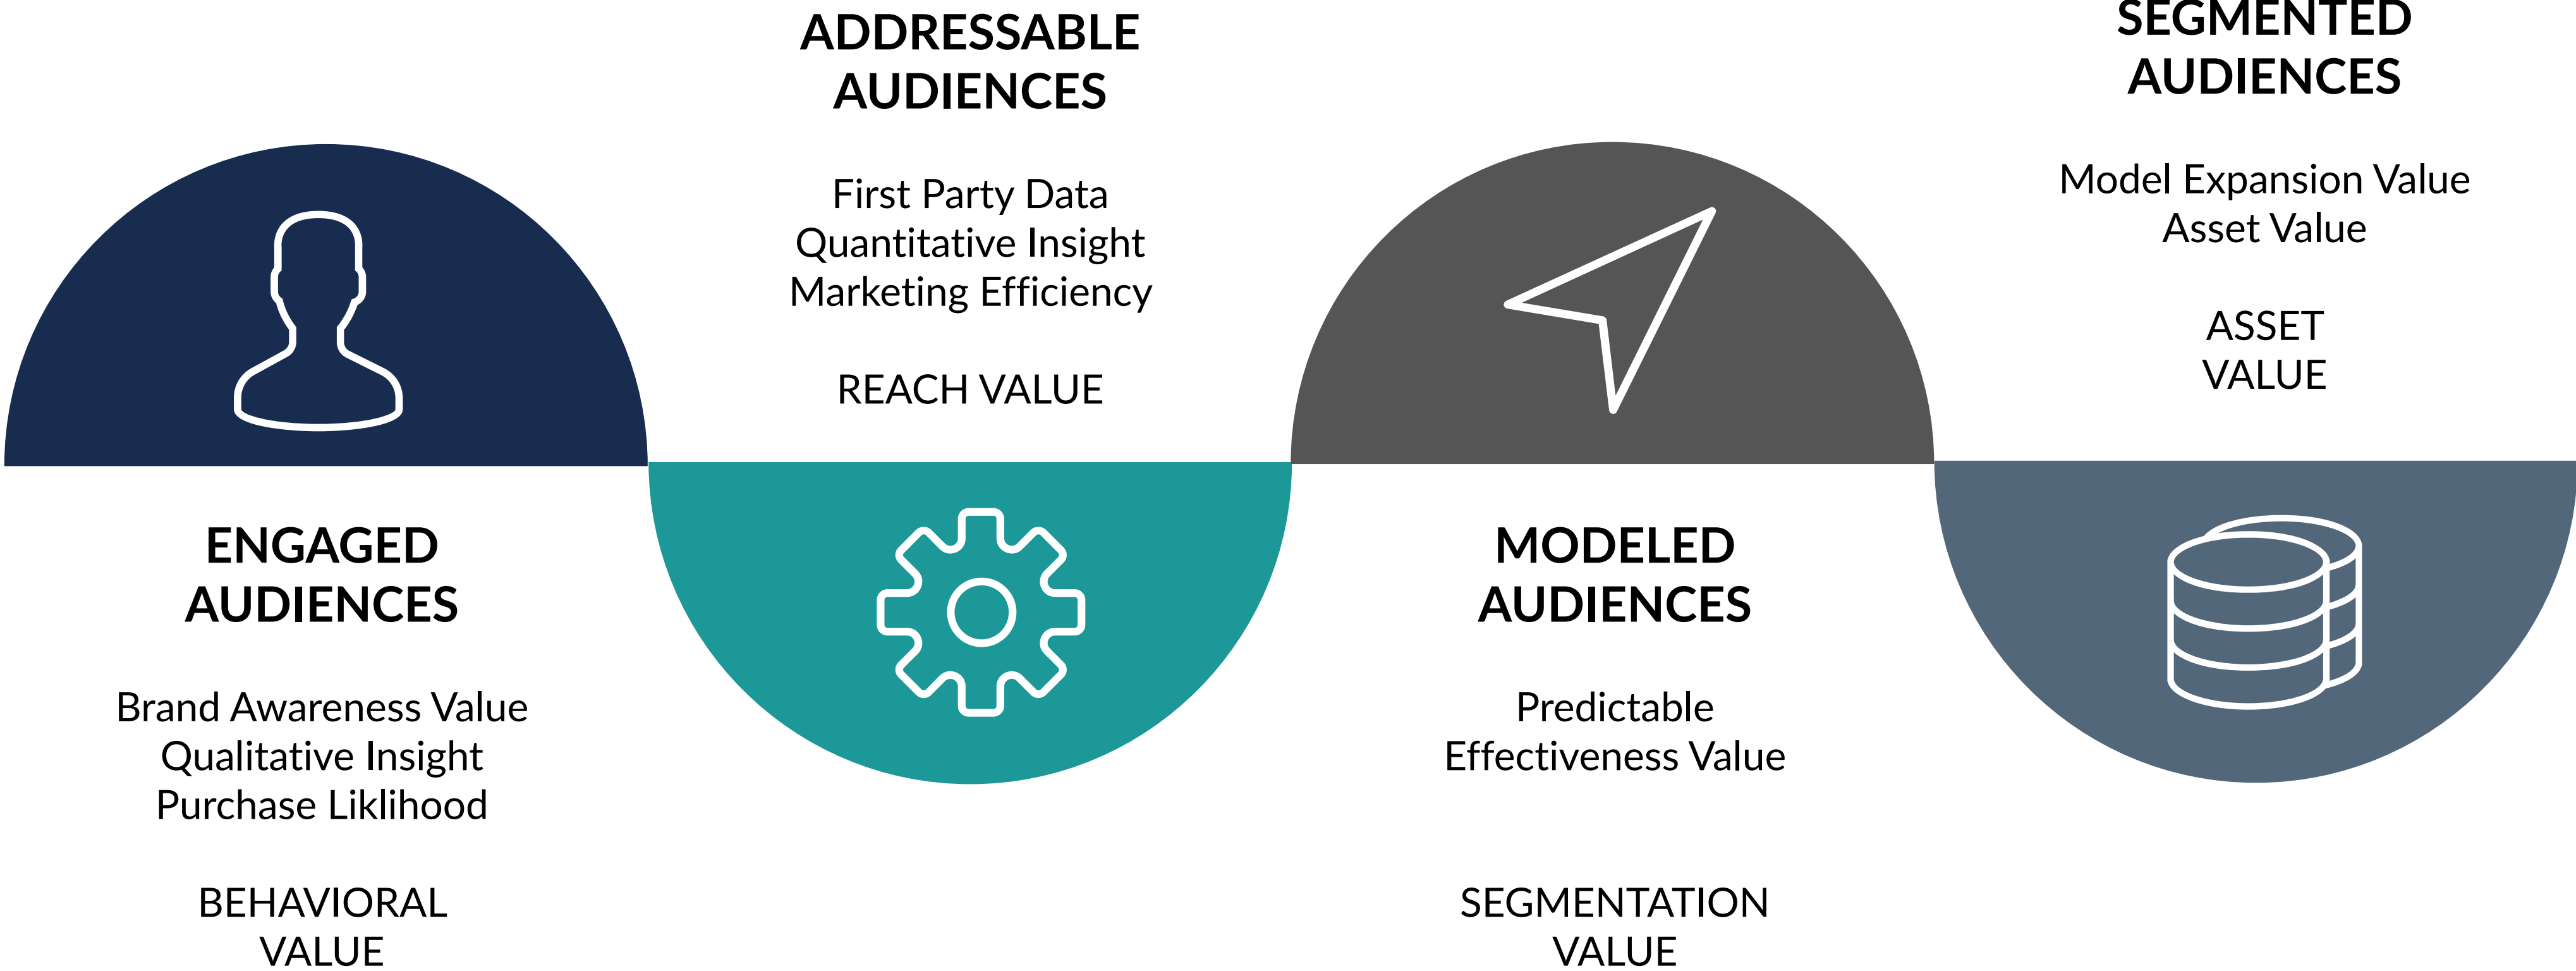 ENGAGED
AUDIENCES
Brand Awareness Value
Qualitative Insight
Purchase Liklihood
BEHAVIORAL
VALUE
ADDRESSABLE
AUDIENCES
First Party Data
Quantitative Insight
Marketing Efficiency
REACH VALUE
MODELED
AUDIENCES
Predictable
Effectiveness Value
SEGMENTATION
VALUE
SEGMENTED
AUDIENCES
Model Expansion Value
Asset Value
ASSET
VALUE